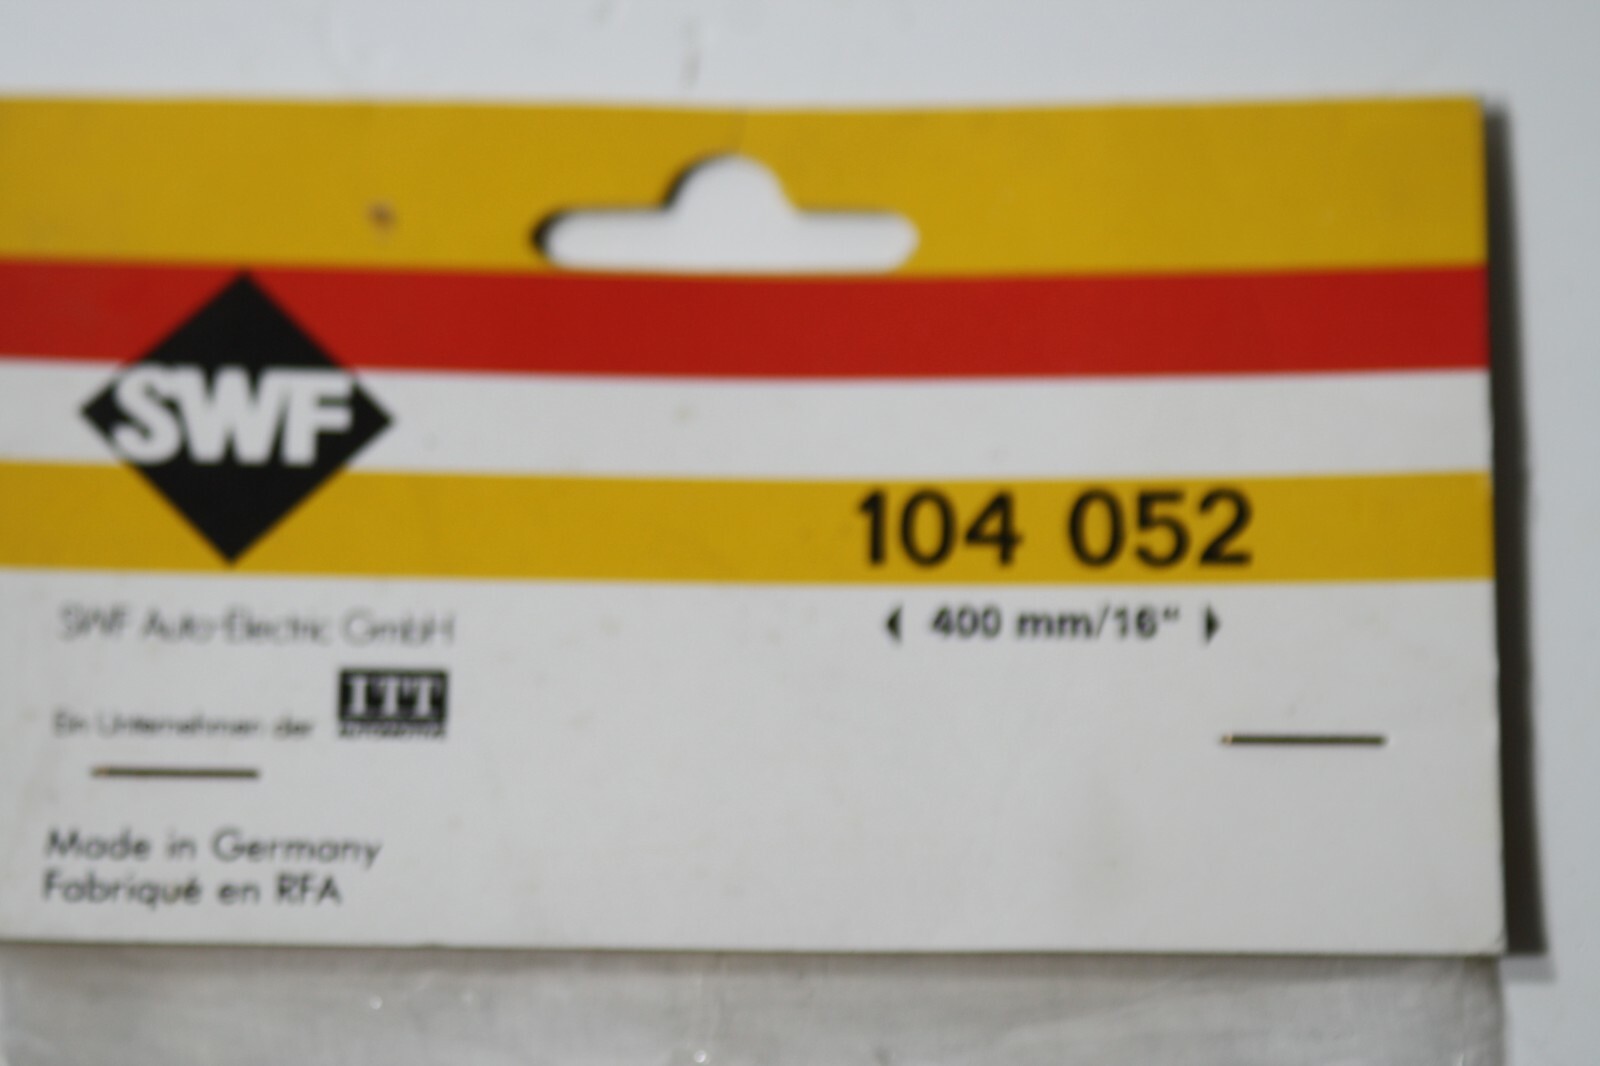 SWF
104 052
400 mm/16"
SWF Auto-Electric GmbH
Ein Unternehmen der ITT
AUTOMOTIVE
Made in Germany
Fabriqué en RFA